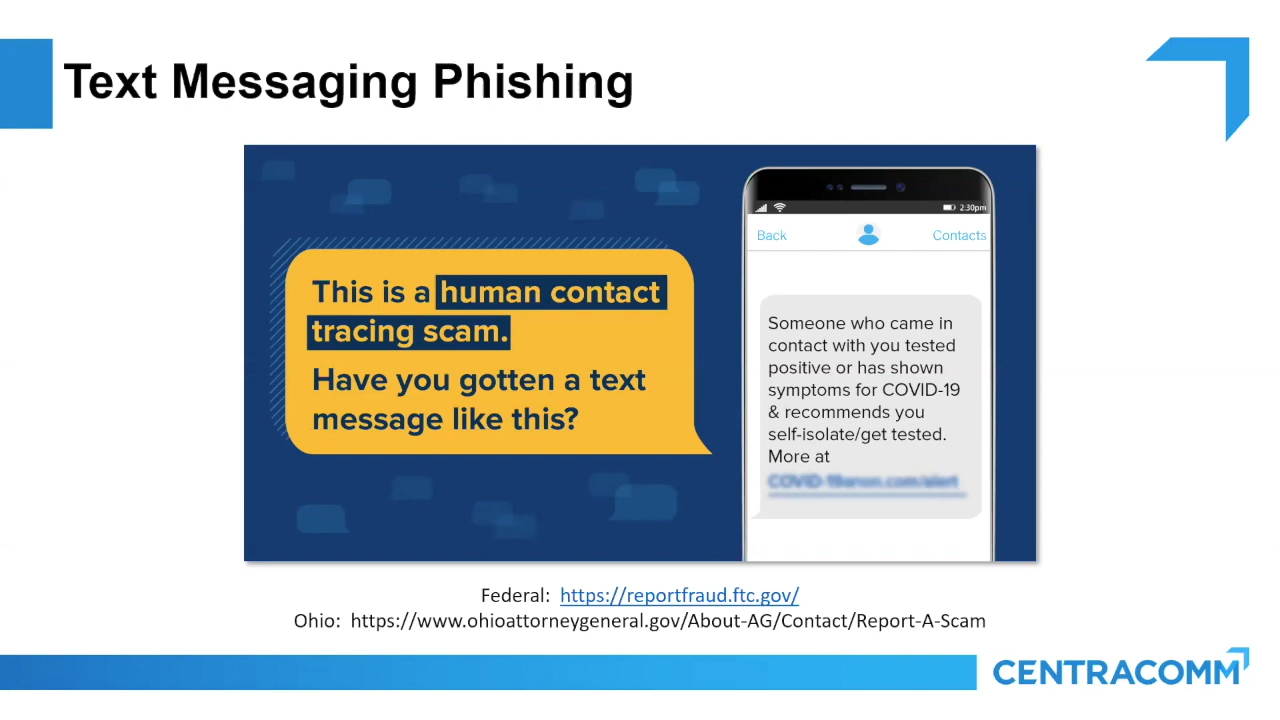 Text Messaging Phishing
This is a human contact
tracing scam.
Have you gotten a text
message like this?
2:30pm
Back
Contacts
Someone who came in
contact with you tested
positive or has shown
symptoms for COVID-19
& recommends you
self-isolate/get tested.
More at
Federal: https://reportfraud.ftc.gov/
Ohio: https://www.ohioattorneygeneral.gov/About-AG/Contact/Report-A-Scam
CENTRACOMM